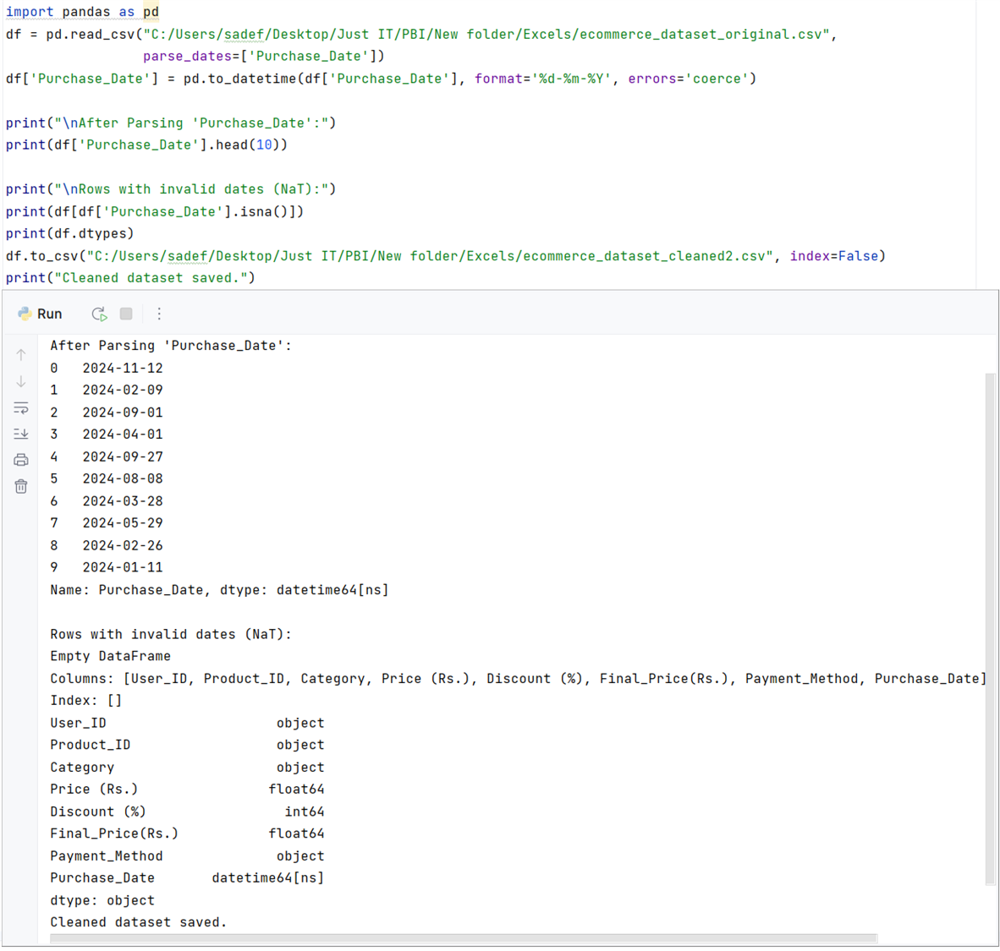 import pandas as pd
df = pd.read_csv("C:/Users/sadef/Desktop/Just IT/PBI/New folder/Excels/ecommerce_dataset_original.csv",
                 parse_dates=['Purchase_Date'])
df['Purchase_Date'] = pd.to_datetime(df['Purchase_Date'], format='%d-%m-%Y', errors='coerce')

print("\nAfter Parsing 'Purchase_Date':")
print(df['Purchase_Date'].head(10))

print("\nRows with invalid dates (NaT):")
print(df[df['Purchase_Date'].isna()])
print(df.dtypes)
df.to_csv("C:/Users/sadef/Desktop/Just IT/PBI/New folder/Excels/ecommerce_dataset_cleaned2.csv", index=False)
print("Cleaned dataset saved.")
Run
After Parsing 'Purchase_Date':
0   2024-11-12
1   2024-02-09
2   2024-09-01
3   2024-04-01
4   2024-09-27
5   2024-08-08
6   2024-03-28
7   2024-05-29
8   2024-02-26
9   2024-01-11
Name: Purchase_Date, dtype: datetime64[ns]

Rows with invalid dates (NaT):
Empty DataFrame
Columns: [User_ID, Product_ID, Category, Price (Rs.), Discount (%), Final_Price(Rs.), Payment_Method, Purchase_Date]
Index: []
User_ID                     object
Product_ID                  object
Category                    object
Price (Rs.)                float64
Discount (%)                 int64
Final_Price(Rs.)           float64
Payment_Method              object
Purchase_Date       datetime64[ns]
dtype: object
Cleaned dataset saved.